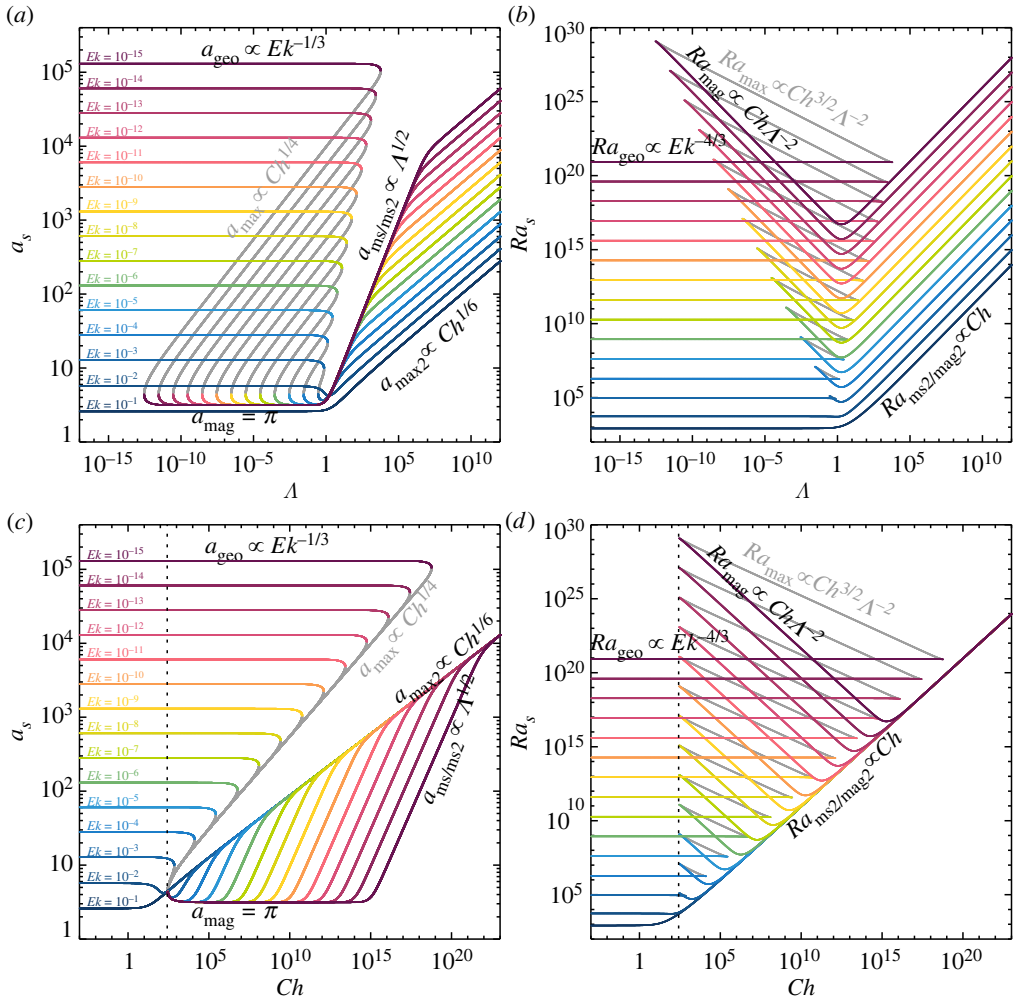 (a)
a_geo ∝ Ek^{-1/3}
10^5
10^4
10^3
10^2
10
1
a_s
Ek = 10^{-15}
Ek = 10^{-14}
Ek = 10^{-13}
Ek = 10^{-12}
Ek = 10^{-11}
Ek = 10^{-10}
Ek = 10^{-9}
Ek = 10^{-8}
Ek = 10^{-7}
Ek = 10^{-6}
Ek = 10^{-5}
Ek = 10^{-4}
Ek = 10^{-3}
Ek = 10^{-2}
Ek = 10^{-1}
a_max ∝ Ch^{1/4}
a_ms/ms2 ∝ Λ^{1/2}
a_max2 ∝ Ch^{1/6}
a_mag = π
10^{-15} 10^{-10} 10^{-5} 1 10^5 10^{10}
Λ
(b)
10^{30}
10^{25}
10^{20}
10^{15}
10^{10}
10^5
Ra_s
Ra_max ∝ Ch^{3/2}Λ^{-2}
Ra_mag ∝ ChΛ^{-2}
Ra_geo ∝ Ek^{-4/3}
Ra_ms2/mag2 ∝ Ch
10^{-15} 10^{-10} 10^{-5} 1 10^5 10^{10}
Λ
(c)
a_geo ∝ Ek^{-1/3}
10^5
10^4
10^3
10^2
10
1
a_s
Ek = 10^{-15}
Ek = 10^{-14}
Ek = 10^{-13}
Ek = 10^{-12}
Ek = 10^{-11}
Ek = 10^{-10}
Ek = 10^{-9}
Ek = 10^{-8}
Ek = 10^{-7}
Ek = 10^{-6}
Ek = 10^{-5}
Ek = 10^{-4}
Ek = 10^{-3}
Ek = 10^{-2}
Ek = 10^{-1}
a_max ∝ Ch^{1/4}
a_max2 ∝ Ch^{1/6}
a_ms/ms2 ∝ Λ^{1/2}
a_mag = π
1 10^5 10^{10} 10^{15} 10^{20}
Ch
(d)
10^{30}
10^{25}
10^{20}
10^{15}
10^{10}
10^5
Ra_s
Ra_max ∝ Ch^{3/2}Λ^{-2}
Ra_mag ∝ ChΛ^{-2}
Ra_geo ∝ Ek^{-4/3}
Ra_ms2/mag2 ∝ Ch
1 10^5 10^{10} 10^{15} 10^{20}
Ch